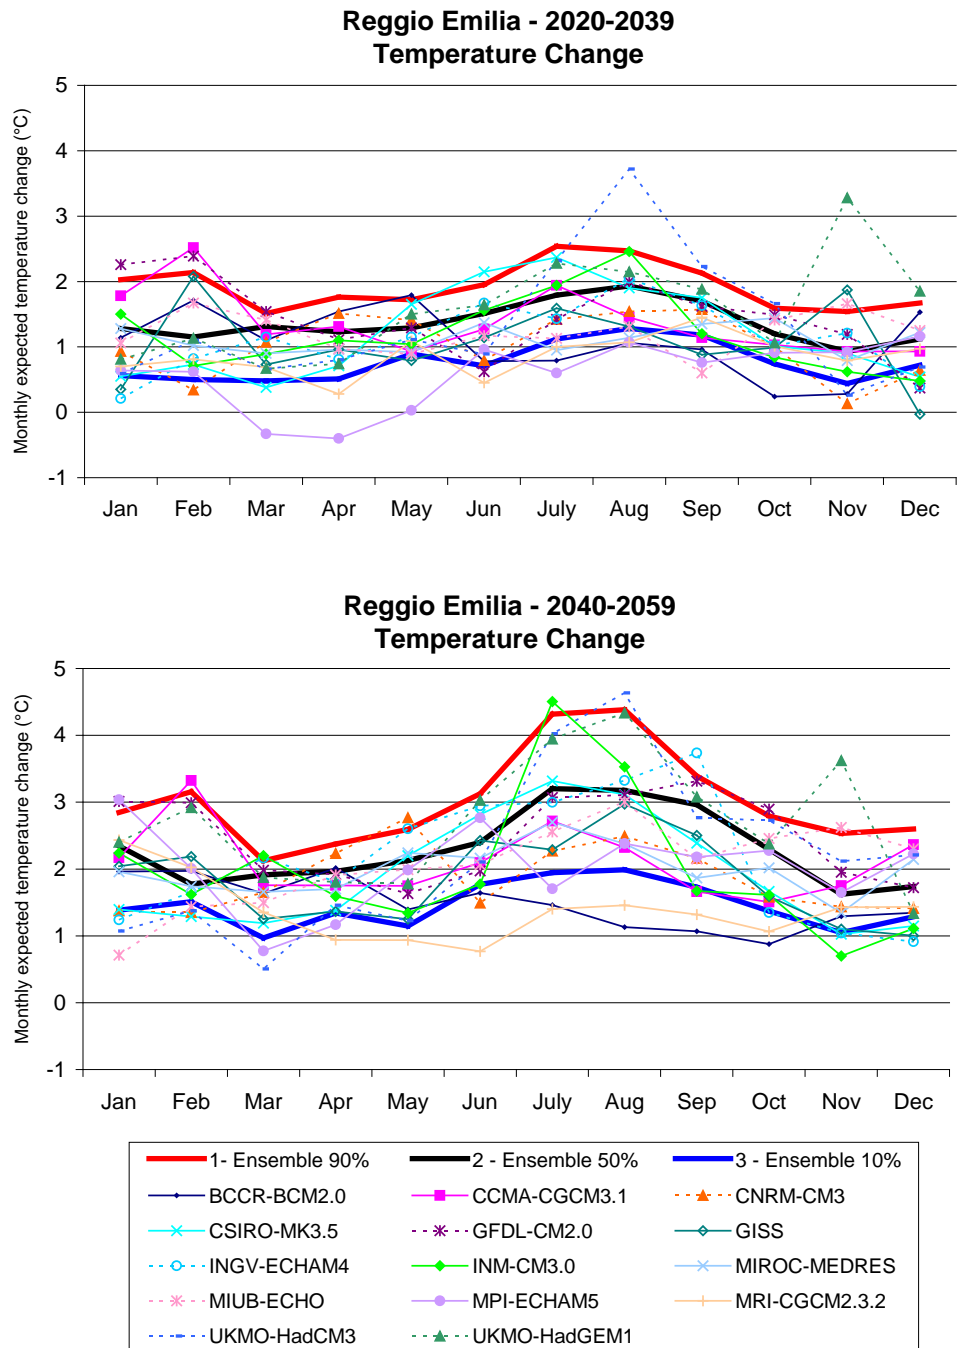 Reggio Emilia - 2020-2039
Temperature Change
Monthly expected temperature change (°C)
5
4
3
2
1
0
-1
Jan Feb Mar Apr May Jun July Aug Sep Oct Nov Dec
Reggio Emilia - 2040-2059
Temperature Change
Monthly expected temperature change (°C)
5
4
3
2
1
0
-1
Jan Feb Mar Apr May Jun July Aug Sep Oct Nov Dec
1- Ensemble 90% 2 - Ensemble 50% 3 - Ensemble 10%
BCCR-BCM2.0 CCMA-CGCM3.1 CNRM-CM3
CSIRO-MK3.5 GFDL-CM2.0 GISS
INGV-ECHAM4 INM-CM3.0 MIROC-MEDRES
MIUB-ECHO MPI-ECHAM5 MRI-CGCM2.3.2
UKMO-HadCM3 UKMO-HadGEM1